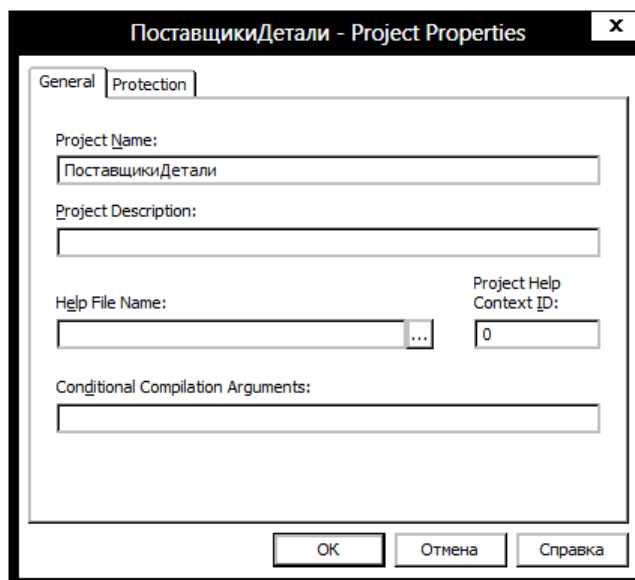 ПоставщикиДетали - Project Properties
x
General Protection
Project Name:
ПоставщикиДетали
Project Description:
Help File Name:
Project Help
Context ID:
...
0
Conditional Compilation Arguments:
OK Отмена Справка